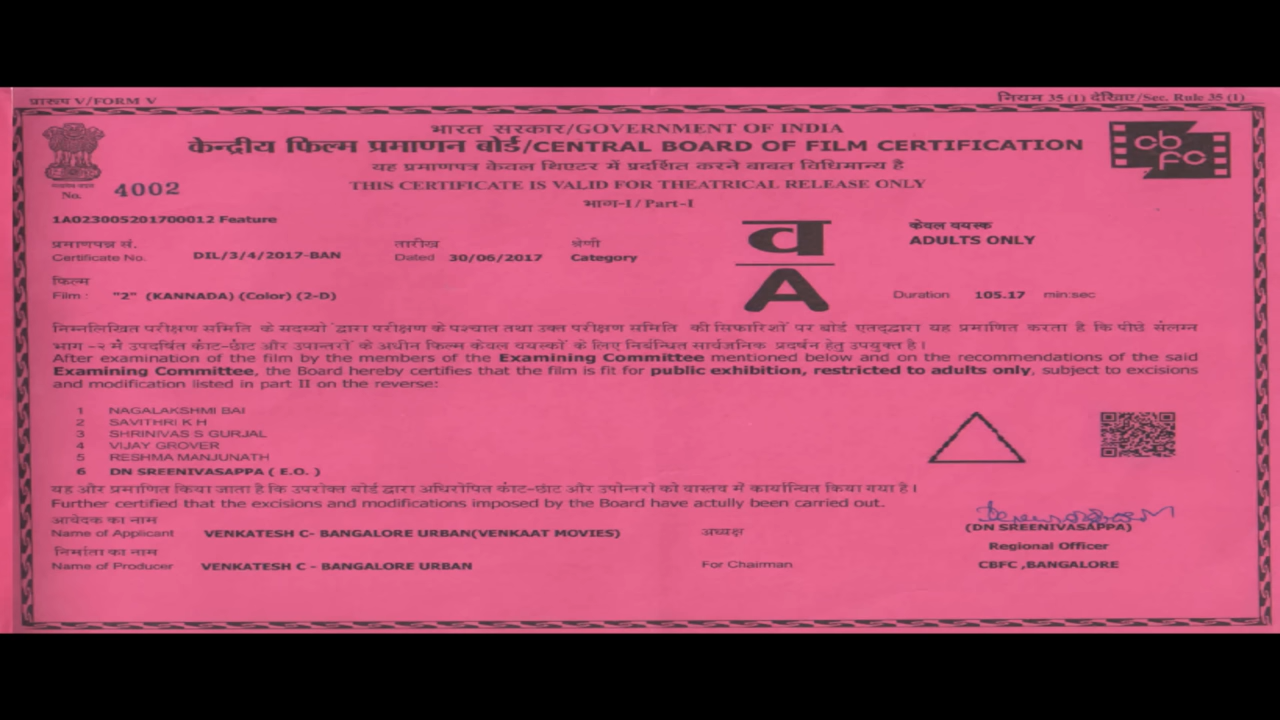 प्रारूप V/FORM V
नियम 35 (1) देखिए/Sec. Rule 35 (1)
भारत सरकार/GOVERNMENT OF INDIA
केन्द्रीय फिल्म प्रमाणन बोर्ड/CENTRAL BOARD OF FILM CERTIFICATION
cb
fc
यह प्रमाणपत्र केवल थिएटर में प्रदर्शित करने बाबत विधिमान्य है
No. 4002
THIS CERTIFICATE IS VALID FOR THEATRICAL RELEASE ONLY
भाग-I / Part-I
1A023005201700012 Feature
प्रमाणपत्र सं.
Certificate No. DIL/3/4/2017-BAN
तारीख
Dated 30/06/2017
श्रेणी
Category
व
A
केवल वयस्क
ADULTS ONLY
फिल्म
Film : "2" (KANNADA) (Color) (2-D)
Duration 105.17 min:sec
निम्नलिखित परीक्षण समिति के सदस्यों द्वारा परीक्षण के पश्चात तथा उक्त परीक्षण समिति की सिफारिशों पर बोर्ड एतद्द्वारा यह प्रमाणित करता है कि पीछे संलग्न
भाग -२ में उपदर्षित कांट-छांट और उपान्तरों के अधीन फिल्म केवल वयस्कों के लिए निर्बन्धित सार्वजनिक प्रदर्षन हेतु उपयुक्त है।
After examination of the film by the members of the Examining Committee mentioned below and on the recommendations of the said
Examining Committee, the Board hereby certifies that the film is fit for public exhibition, restricted to adults only, subject to excisions
and modification listed in part II on the reverse:
1 NAGALAKSHMI BAI
2 SAVITHRI K H
3 SHRINIVAS S GURJAL
4 VIJAY GROVER
5 RESHMA MANJUNATH
6 DN SREENIVASAPPA ( E.O. )
यह और प्रमाणित किया जाता है कि उपरोक्त बोर्ड द्वारा अधिरोपित कांट-छांट और उपोन्तरों को वास्तव में कार्यान्वित किया गया है।
Further certified that the excisions and modifications imposed by the Board have actully been carried out.
आवेदक का नाम
Name of Applicant VENKATESH C- BANGALORE URBAN(VENKAAT MOVIES)
अध्यक्ष
(DN SREENIVASAPPA)
Regional Officer
निर्माता का नाम
Name of Producer VENKATESH C - BANGALORE URBAN
For Chairman
CBFC ,BANGALORE